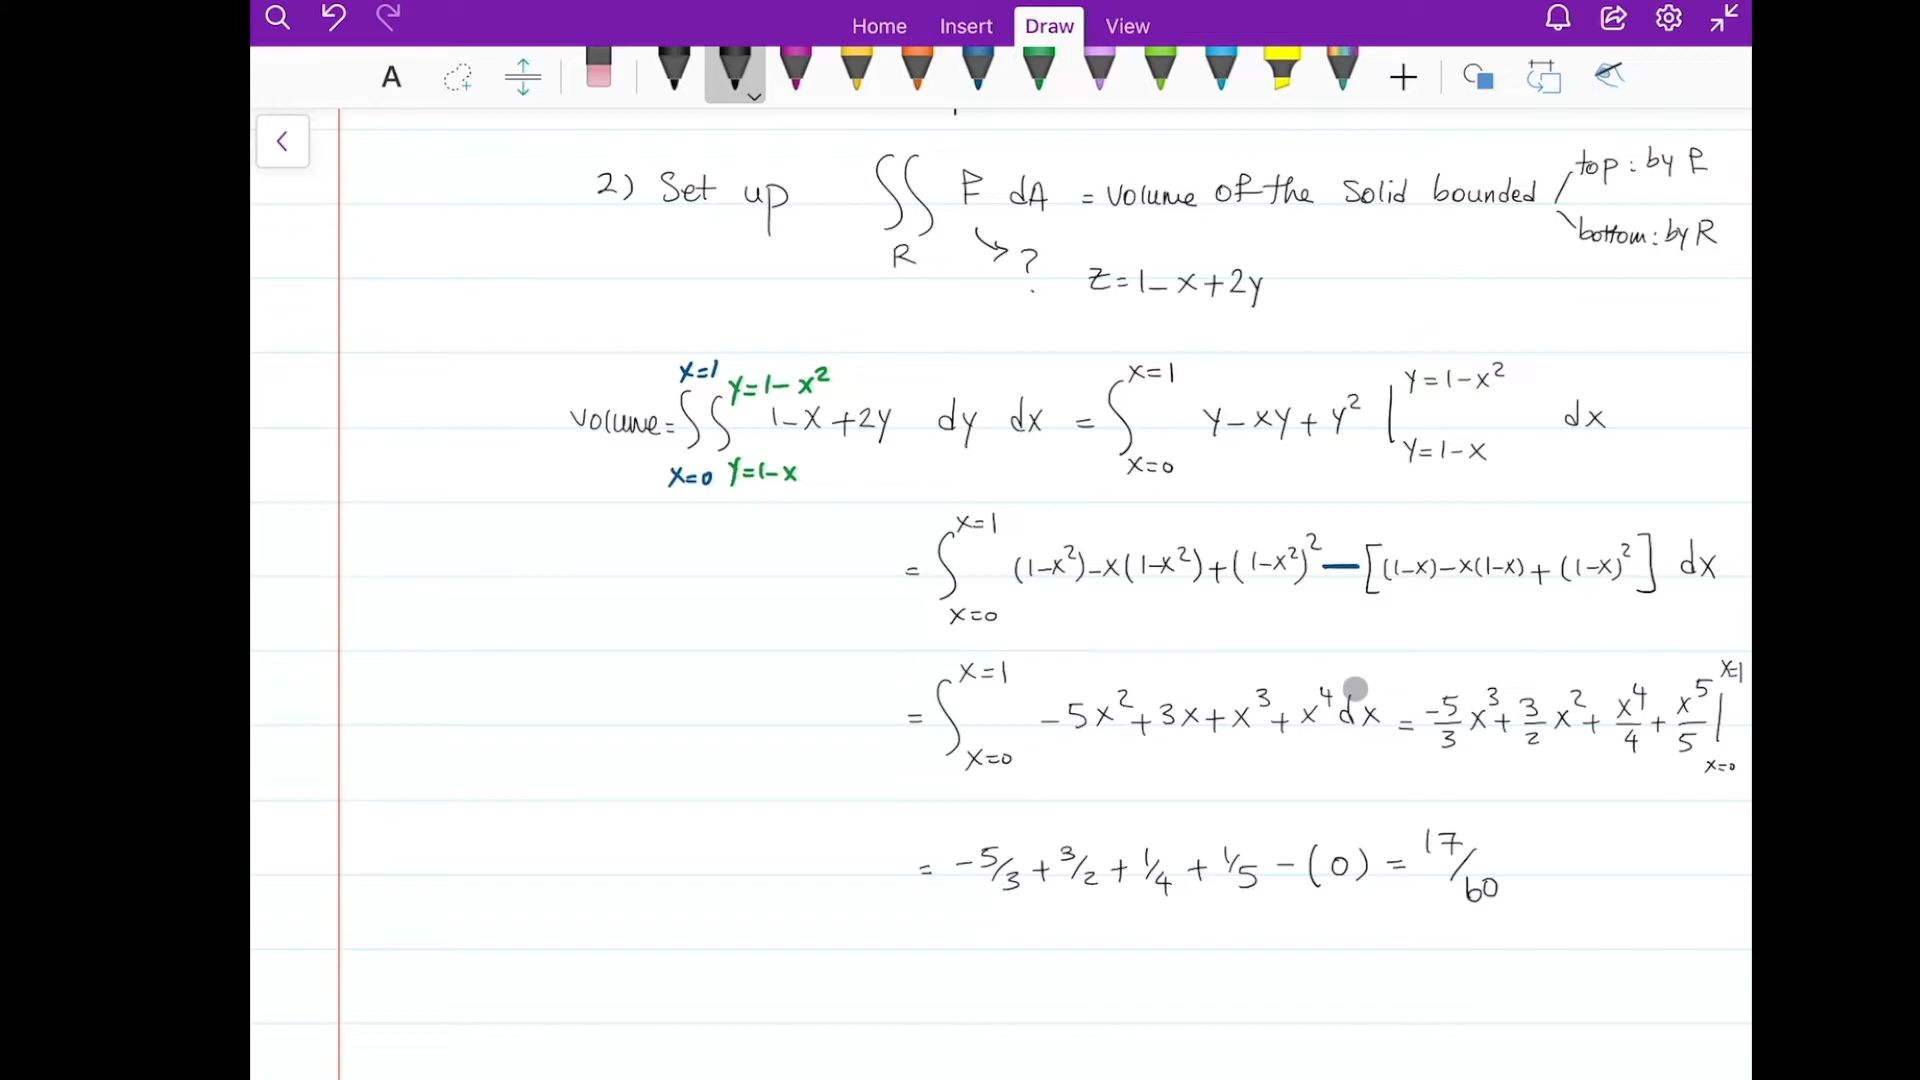 Home Insert Draw View
A
2) Set up ∬_R F dA = volume of the solid bounded top: by F
bottom: by R
→ ?
z = 1 - x + 2y
volume = ∫_{x=0}^{x=1} ∫_{y=1-x}^{y=1-x²} 1 - x + 2y dy dx = ∫_{x=0}^{x=1} y - xy + y² |_{y=1-x}^{y=1-x²} dx
= ∫_{x=0}^{x=1} (1-x²) - x(1-x²) + (1-x²)² - [(1-x) - x(1-x) + (1-x)²] dx
= ∫_{x=0}^{x=1} -5x² + 3x + x³ + x⁴ dx = -5/3 x³ + 3/2 x² + x⁴/4 + x⁵/5 |_{x=0}^{x=1}
= -5/3 + 3/2 + 1/4 + 1/5 - (0) = 17/60